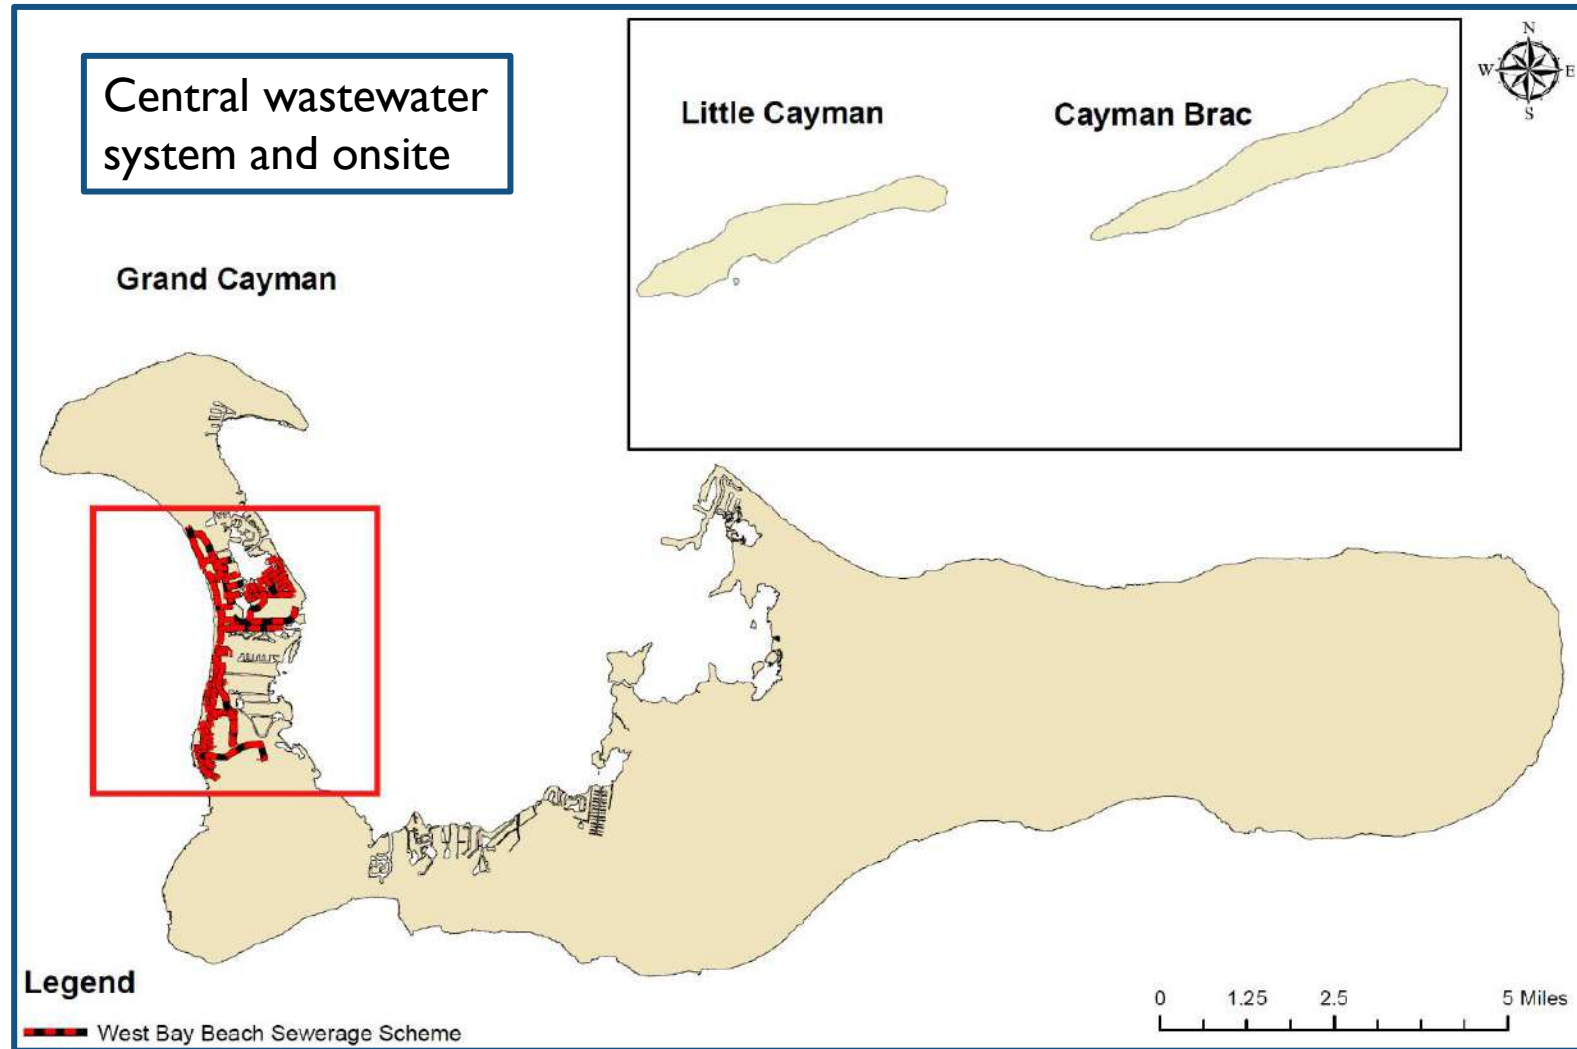 Central wastewater
system and onsite
Little Cayman
Cayman Brac
N
W E
S
Grand Cayman
Legend
West Bay Beach Sewerage Scheme
0 1.25 2.5 5 Miles